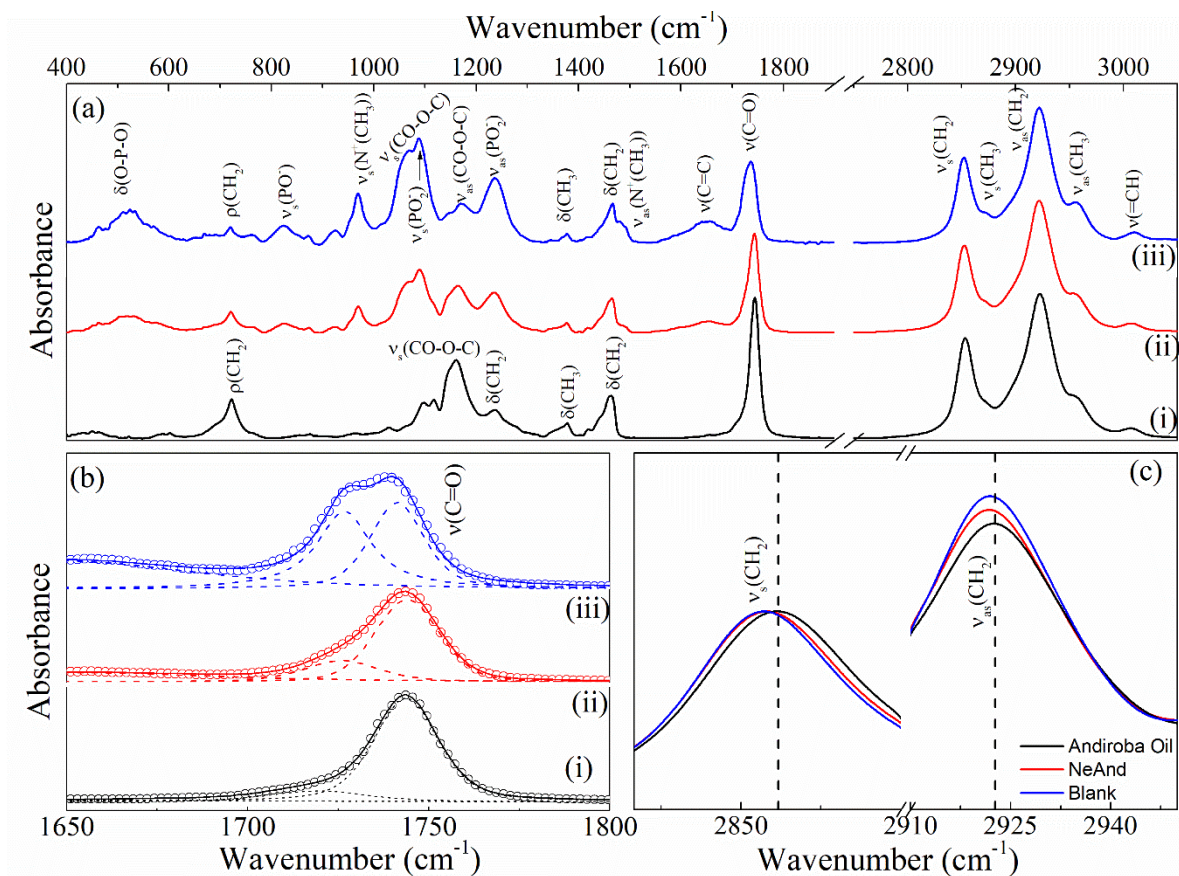 Wavenumber (cm⁻¹)
400 600 800 1000 1200 1400 1600 1800 2800 2900 3000
(a)
δ(O-P-O)
ρ(CH₂)
νₛ(PO⁻)
νₛ(N⁺(CH₃))
νₛ(CO-O-C)
νₛ(PO₂⁻)
νₐₛ(CO-O-C)
νₐₛ(PO₂⁻)
δ(CH₃)
δ(CH₂)
νₐₛ(N⁺(CH₃))
ν(C=C)
ν(C=O)
νₛ(CH₂)
νₛ(CH₃)
νₐₛ(CH₂)
νₐₛ(CH₃)
ν(=CH)
(iii)
(ii)
ρ(CH₂)
νₛ(CO-O-C)
δ(CH₂)
δ(CH₃)
δ(CH₂)
(i)
Absorbance
(b)
ν(C=O)
(iii)
(ii)
(i)
Absorbance
1650 1700 1750 1800
Wavenumber (cm⁻¹)
(c)
νₛ(CH₂)
νₐₛ(CH₂)
Andiroba Oil
NeAnd
Blank
2850 2910 2925 2940
Wavenumber (cm⁻¹)